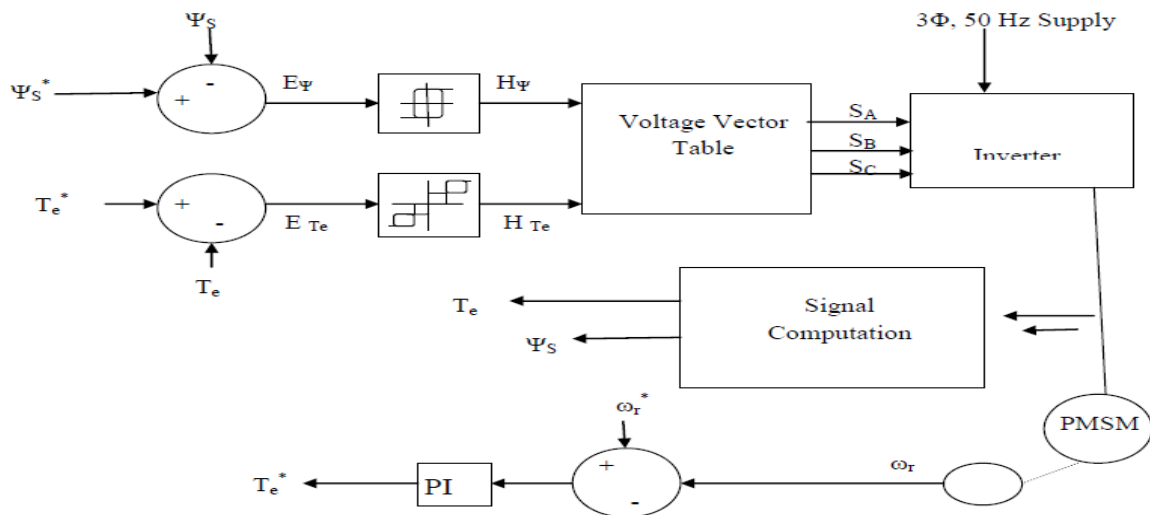 ΨS
3Φ, 50 Hz Supply
ΨS*
-
+
EΨ
HΨ
Voltage Vector
Table
SA
SB
SC
Inverter
Te*
+
-
E Te
H Te
Te
Te
Signal
Computation
ΨS
ωr*
PMSM
+
-
ωr
Te*
PI